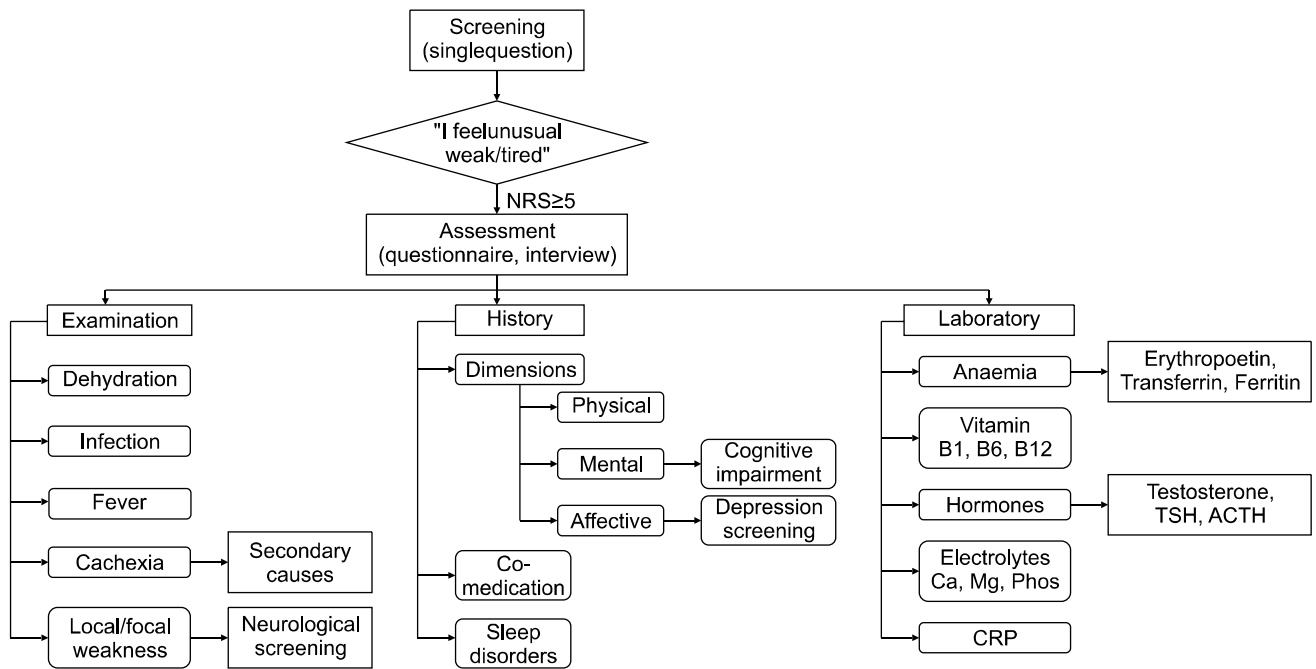 Screening
(singlequestion)
"I feelunusual
weak/tired"
NRS≥5
Assessment
(questionnaire, interview)
Examination
Dehydration
Infection
Fever
Cachexia
Secondary
causes
Local/focal
weakness
Neurological
screening
History
Dimensions
Physical
Mental
Cognitive
impairment
Affective
Depression
screening
Co-
medication
Sleep
disorders
Laboratory
Anaemia
Erythropoetin,
Transferrin, Ferritin
Vitamin
B1, B6, B12
Hormones
Testosterone,
TSH, ACTH
Electrolytes
Ca, Mg, Phos
CRP